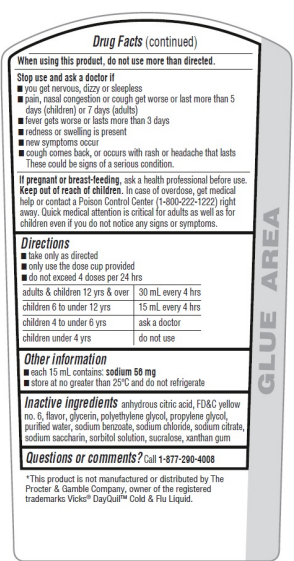 Drug Facts (continued)
When using this product, do not use more than directed.
Stop use and ask a doctor if
■ you get nervous, dizzy or sleepless
■ pain, nasal congestion or cough get worse or last more than 5
days (children) or 7 days (adults)
■ fever gets worse or lasts more than 3 days
■ redness or swelling is present
■ new symptoms occur
■ cough comes back, or occurs with rash or headache that lasts
These could be signs of a serious condition.
If pregnant or breast-feeding, ask a health professional before use.
Keep out of reach of children. In case of overdose, get medical
help or contact a Poison Control Center (1-800-222-1222) right
away. Quick medical attention is critical for adults as well as for
children even if you do not notice any signs or symptoms.
Directions
■ take only as directed
■ only use the dose cup provided
■ do not exceed 4 doses per 24 hrs
adults & children 12 yrs & over 30 mL every 4 hrs
children 6 to under 12 yrs 15 mL every 4 hrs
children 4 to under 6 yrs ask a doctor
children under 4 yrs do not use
Other information
■ each 15 mL contains: sodium 56 mg
■ store at no greater than 25°C and do not refrigerate
Inactive ingredients anhydrous citric acid, FD&C yellow
no. 6, flavor, glycerin, polyethylene glycol, propylene glycol,
purified water, sodium benzoate, sodium chloride, sodium citrate,
sodium saccharin, sorbitol solution, sucralose, xanthan gum
Questions or comments? Call 1-877-290-4008
*This product is not manufactured or distributed by The
Procter & Gamble Company, owner of the registered
trademarks Vicks® DayQuil™ Cold & Flu Liquid.
GLUE AREA